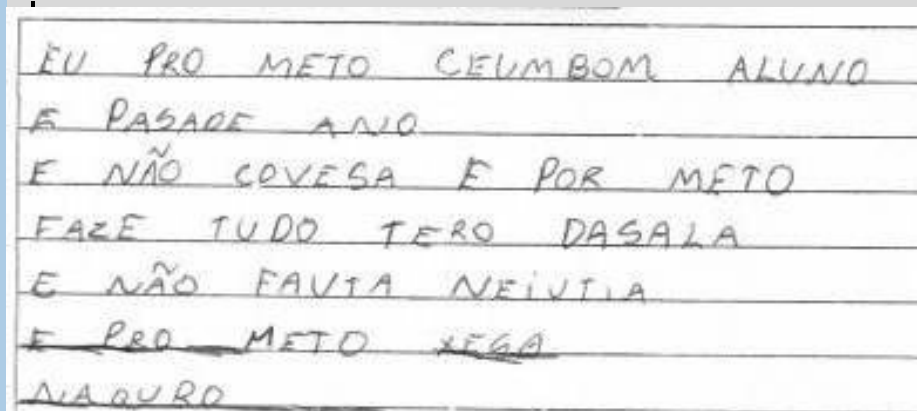 EU PRO METO CEUMBOM ALUNO
E PASADE ANO
E NÃO COVESA E POR METO
FAZE TUDO TERO DASALA
E NÃO FAUTA NEIUTIA
E PRO METO XEGA
NAQURO